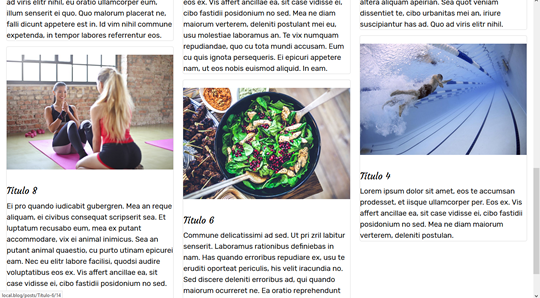 ad viris elitr nihil, eu oratio ullamcorper eum,
illum senserit ei quo. Quo malorum placerat ne,
falli dicunt appetere est in. Id vim nihil commune
expetenda, in tempor labores referrentur eos.
Título 8
Ei pro quando iudicabit gubergren. Mea an reque
aliquam, ei civibus consequat scripserit sea. Et
luptatum recusabo eum, mea ex putant
accommodare, vix ei animal inimicus. Sea an
putant animal quaestio, cu purto utinam epicurei
eam. Nec eu elitr labore facilisi, quodsi audire
voluptatibus eos ex. Vis affert ancillae ea, sit
case vidisse ei, cibo facilisi posidonium no sed.
local.blog/posts/Titulo-6/14
eos ex. Vis affert ancillae ea, sit case vidisse ei,
cibo fastidii posidonium no sed. Mea ne diam
maiorum verterem, deleniti postulant mei eu,
usu molestiae laboramus an. Te vix numquam
repudiandae, quo cu tota mundi accusam. Eum
cu quis ignota persequeris. Ei epicuri appetere
nam, ut eos nobis euismod aliquid. In eam.
Título 6
Commune delicatissimi ad sed. Ut pri zril labitur
senserit. Laboramus rationibus definiebas in
nam. Has quando erroribus repudiare ex, usu te
eruditi oporteat periculis, his velit iracundia no.
Sed discere deleniti erroribus ad, qui quando
maiorum ocurreret ne. Ea oratio reprehendunt
altera aliquam apeirian. Sea quot veniam
dissentiet te, cibo urbanitas mei an, iriure
suscipiantur has ad. Quo ad viris elitr nihil.
Título 4
Lorem ipsum dolor sit amet, eos te accumsan
prodesset, et iisque ullamcorper per. Eos ex. Vis
affert ancillae ea, sit case vidisse ei, cibo fastidii
posidonium no sed. Mea ne diam maiorum
verterem, deleniti postulan.